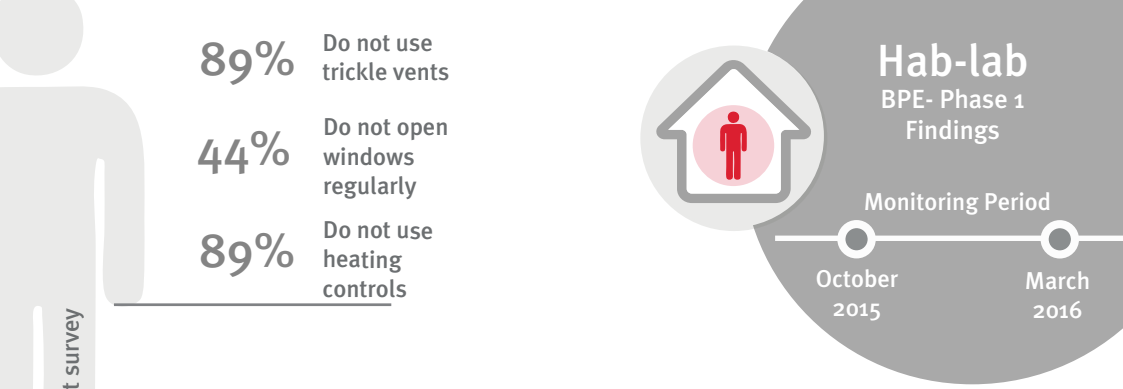 89%
Do not use
trickle vents
44%
Do not open
windows
regularly
89%
Do not use
heating
controls
t survey
Hab-lab
BPE- Phase 1
Findings
Monitoring Period
October
2015
March
2016